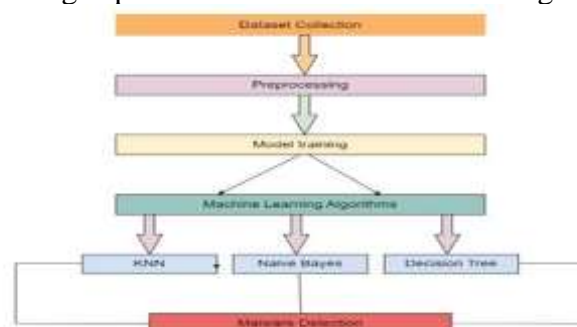 Dataset Collection
Preprocessing
Model training
Machine Learning Algorithms
KNN
Naive Bayes
Decision Tree
Malware Detection